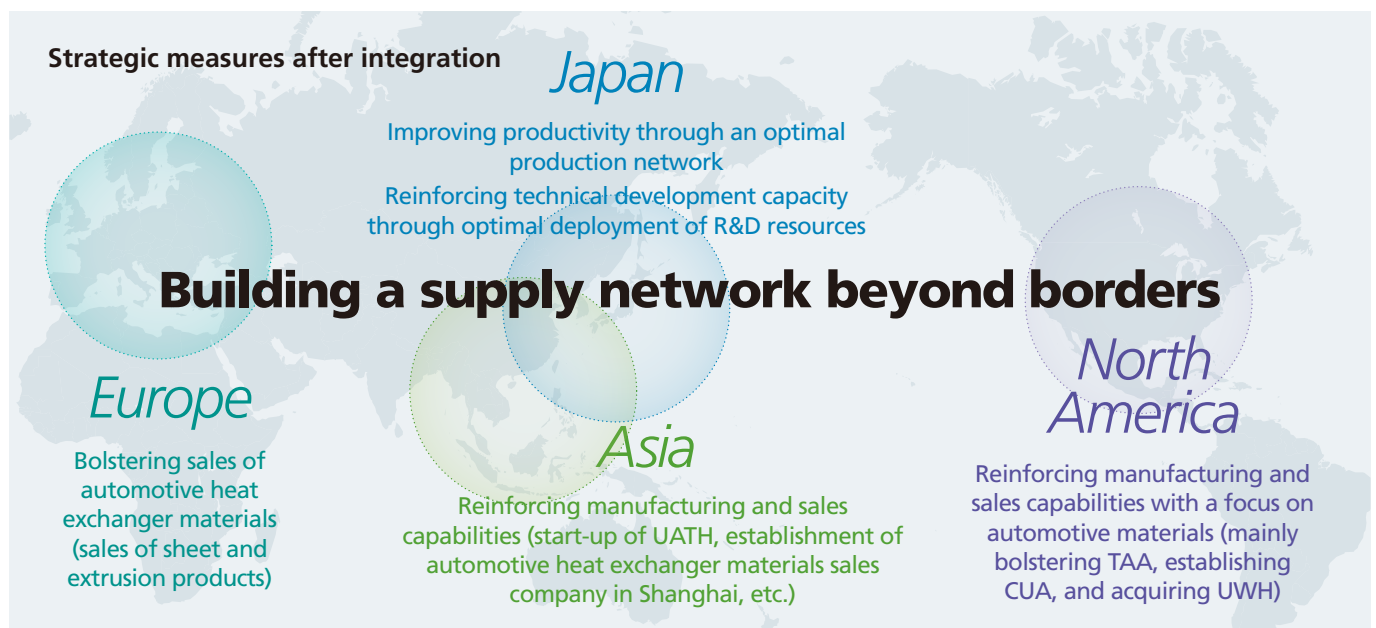 Strategic measures after integration
Japan
Improving productivity through an optimal
production network
Reinforcing technical development capacity
through optimal deployment of R&D resources
Building a supply network beyond borders
Europe
Bolstering sales of
automotive heat
exchanger materials
(sales of sheet and
extrusion products)
Asia
Reinforcing manufacturing and sales
capabilities (start-up of UATH, establishment of
automotive heat exchanger materials sales
company in Shanghai, etc.)
North
America
Reinforcing manufacturing and
sales capabilities with a focus on
automotive materials (mainly
bolstering TAA, establishing
CUA, and acquiring UWH)